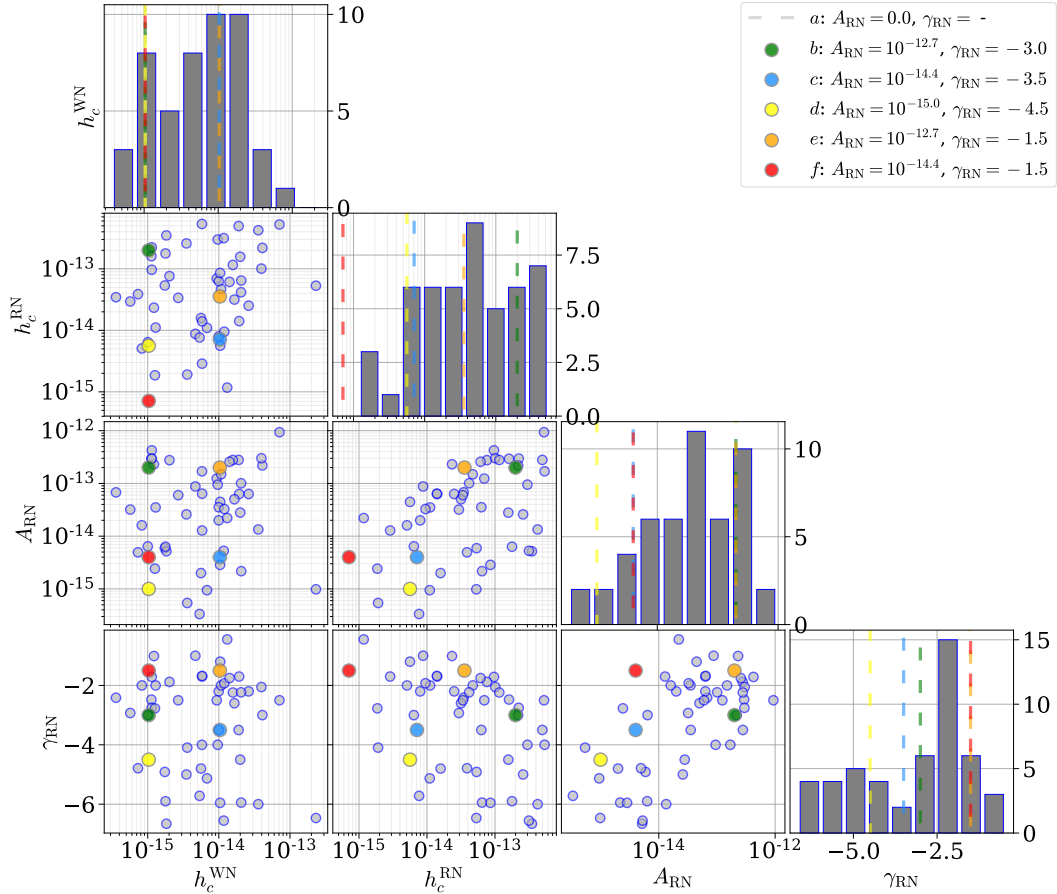 a: A_RN = 0.0, γ_RN = -
b: A_RN = 10^−12.7, γ_RN = −3.0
c: A_RN = 10^−14.4, γ_RN = −3.5
d: A_RN = 10^−15.0, γ_RN = −4.5
e: A_RN = 10^−12.7, γ_RN = −1.5
f: A_RN = 10^−14.4, γ_RN = −1.5
h_c^WN
10
5
0
h_c^RN
10^−13
10^−14
10^−15
7.5
5.0
2.5
0.0
A_RN
10^−12
10^−13
10^−14
10^−15
10
5
0
γ_RN
−2
−4
−6
15
10
5
0
10^−15 10^−14 10^−13
10^−14 10^−13
10^−14 10^−12
−5.0 −2.5
h_c^WN
h_c^RN
A_RN
γ_RN